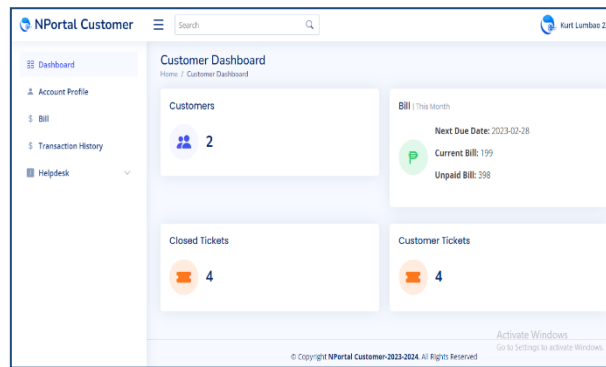 NPortal Customer
Search
Kurt Lumbao 2
Dashboard
Account Profile
$ Bill
$ Transaction History
Helpdesk
Customer Dashboard
Home / Customer Dashboard
Customers
2
Bill | This Month
Next Due Date: 2023-02-28
₱
Current Bill: 199
Unpaid Bill: 398
Closed Tickets
4
Customer Tickets
4
Activate Windows
Go to Settings to activate Windows.
© Copyright NPortal Customer-2023-2024. All Rights Reserved